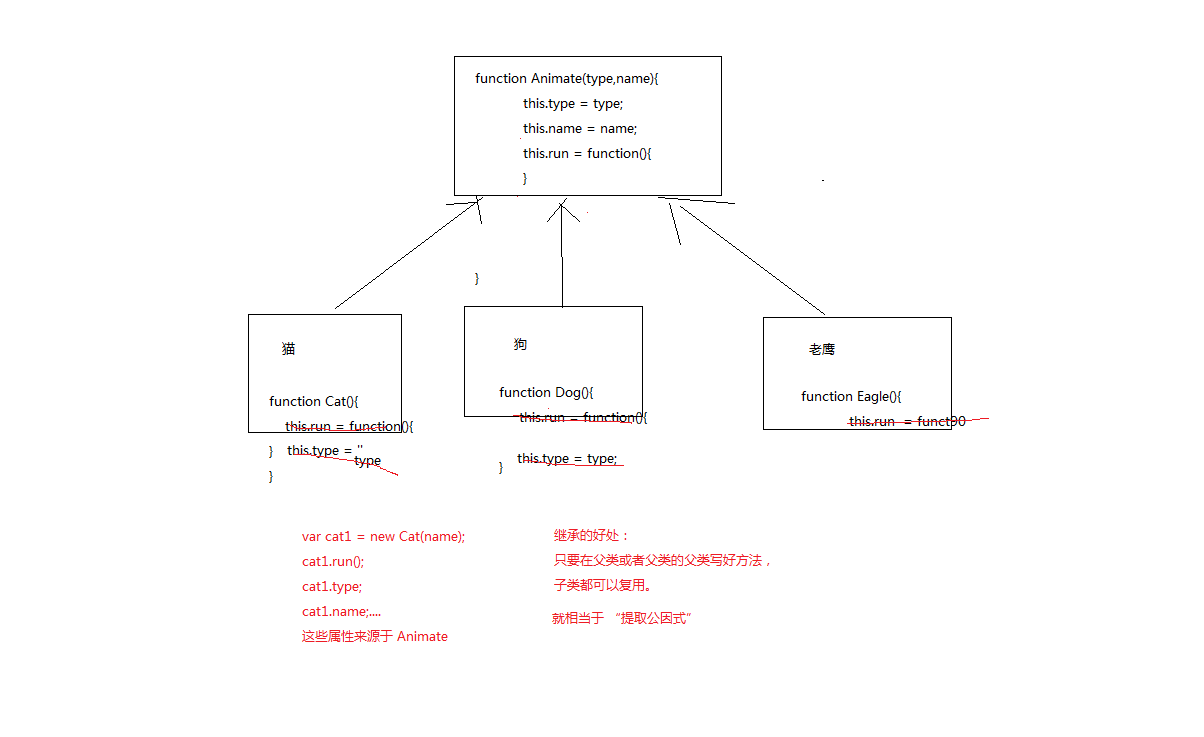 function Animate(type,name){
this.type = type;
this.name = name;
this.run = function(){
}
}
猫
function Cat(){
this.run = function(){
} this.type = ''
type
}
狗
function Dog(){
this.run = function(){
this.type = type;
}
老鹰
function Eagle(){
this.run = funct90
var cat1 = new Cat(name);
cat1.run();
cat1.type;
cat1.name;....
这些属性来源于 Animate
继承的好处：
只要在父类或者父类的父类写好方法，
子类都可以复用。
就相当于 “提取公因式”